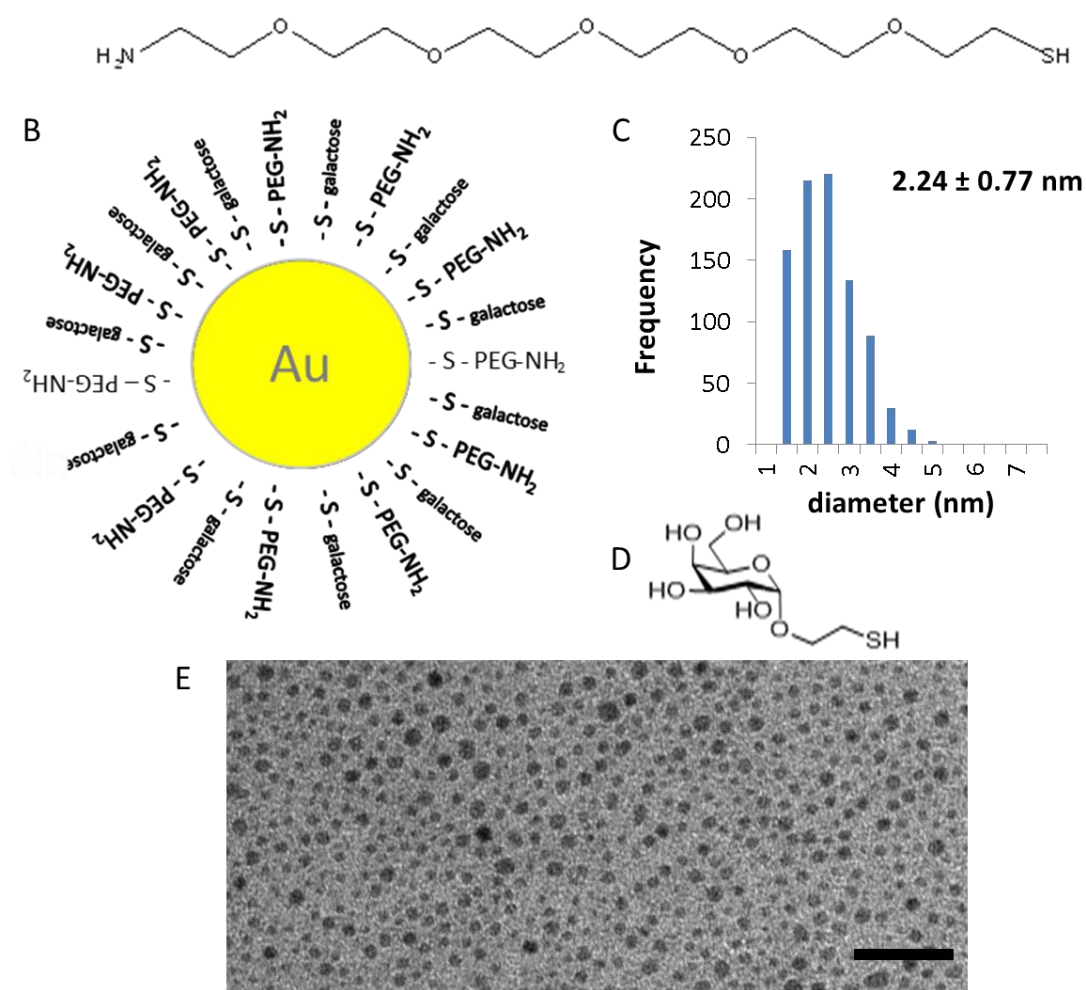 H₂N O O O O O SH
B
- S - PEG-NH₂
- S - galactose
- S - PEG-NH₂
- S - galactose
- S - PEG-NH₂
- S - galactose
- S - PEG-NH₂
- S - galactose
- S - PEG-NH₂
- S - galactose
- S - PEG-NH₂
- S - galactose
- S - PEG-NH₂
- S - galactose
- S - PEG-NH₂
- S - galactose
- S – PEG-NH₂
- S - galactose
- S - PEG-NH₂
- S - galactose
- S - PEG-NH₂
- S - galactose
Au
C
2.24 ± 0.77 nm
Frequency
250
200
150
100
50
0
1 2 3 4 5 6 7
diameter (nm)
D
HO OH
O
HO
HO
O SH
E